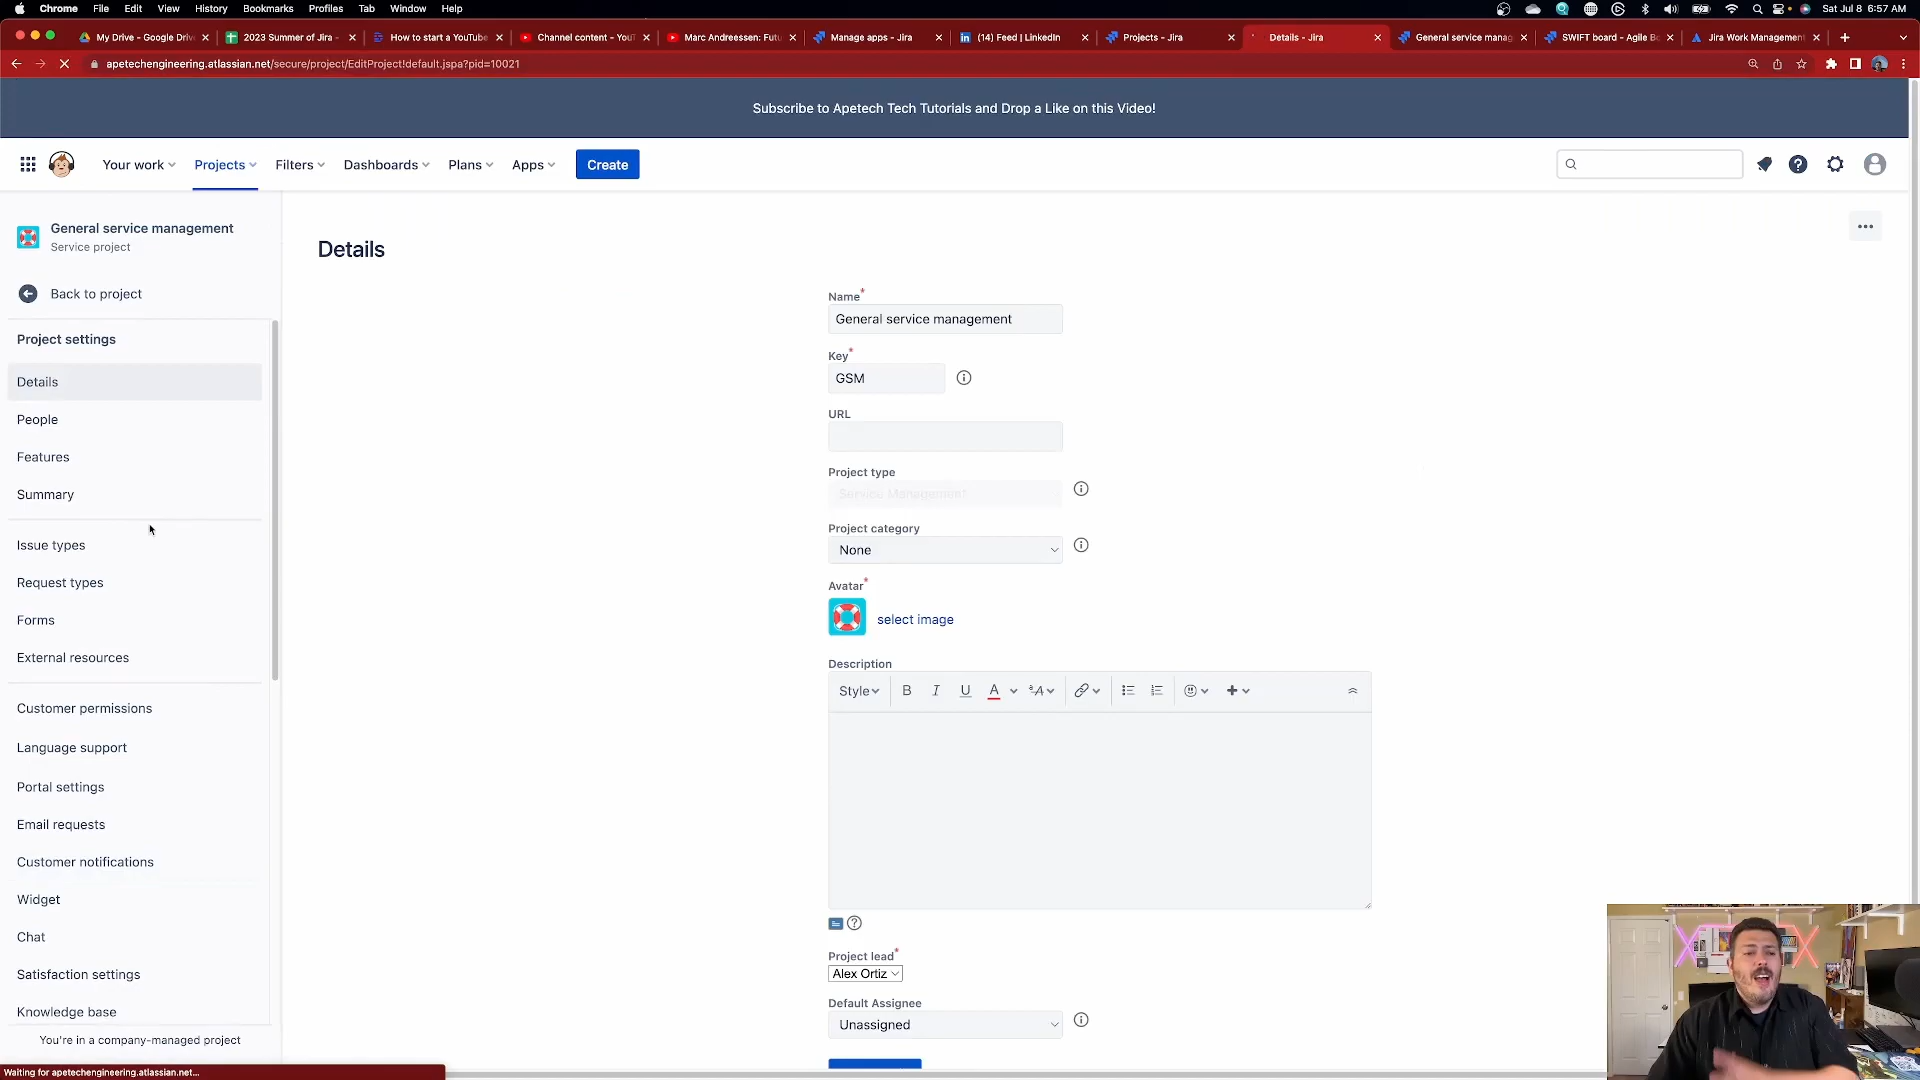 Chrome File Edit View History Bookmarks Profiles Tab Window Help Sat Jul 8 6:57 AM
My Drive - Google Driv 2023 Summer of Jira - How to start a YouTube Channel content - YouT Marc Andreessen: Futu Manage apps - Jira (14) Feed | LinkedIn Projects - Jira Details - Jira General service manag SWIFT board - Agile Bo Jira Work Management
apetechengineering.atlassian.net/secure/project/EditProject!default.jspa?pid=10021
Subscribe to Apetech Tech Tutorials and Drop a Like on this Video!
Your work Projects Filters Dashboards Plans Apps Create
General service management
Service project
Back to project
Project settings
Details
People
Features
Summary
Issue types
Request types
Forms
External resources
Customer permissions
Language support
Portal settings
Email requests
Customer notifications
Widget
Chat
Satisfaction settings
Knowledge base
You're in a company-managed project
Waiting for apetechengineering.atlassian.net...
Details
Name*
General service management
Key*
GSM
URL
Project type
Service Management
Project category
None
Avatar*
select image
Description
Style B I U A
Project lead*
Alex Ortiz
Default Assignee
Unassigned